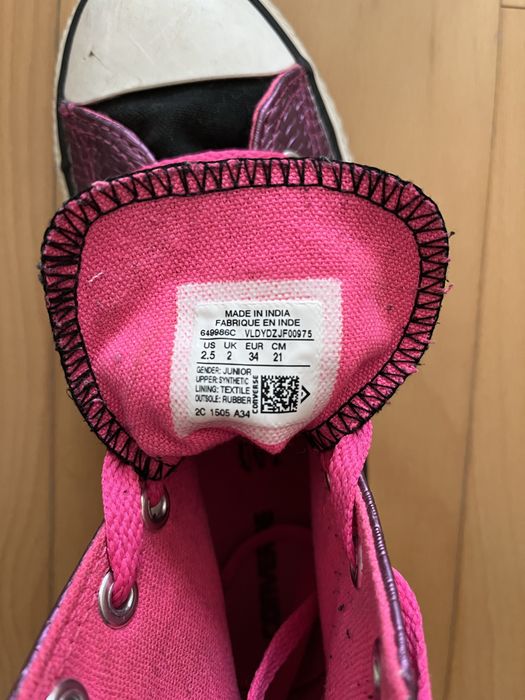 MADE IN INDIA
FABRIQUE EN INDE
649986C VLDYDZJF00975
US UK EUR CM
2.5 2 34 21
GENDER: JUNIOR
UPPER: SYNTHETIC
LINING: TEXTILE
OUTSOLE: RUBBER
CONVERSE
2C 1505 A34
CONVERSE